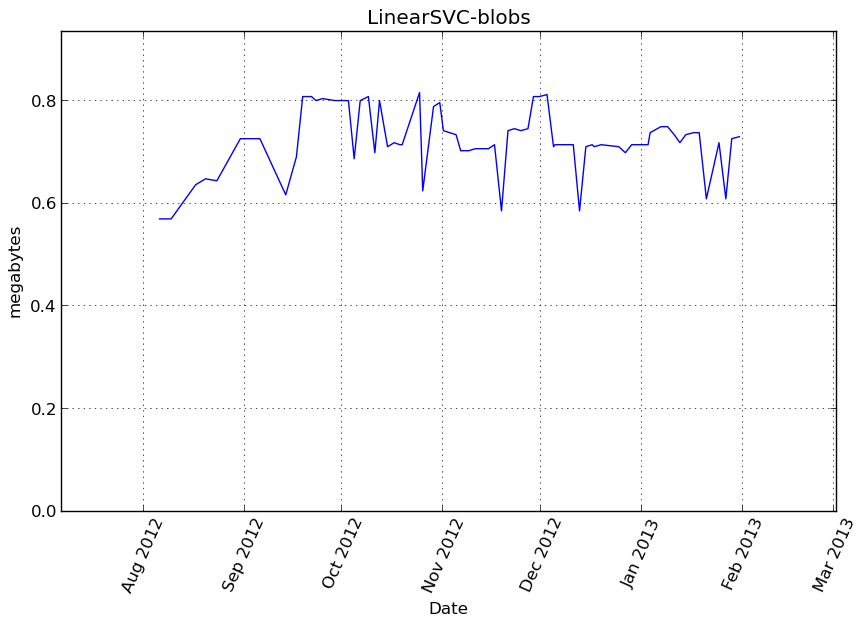 LinearSVC-blobs
0.8
0.6
0.4
0.2
0.0
megabytes
Aug 2012
Sep 2012
Oct 2012
Nov 2012
Dec 2012
Jan 2013
Feb 2013
Mar 2013
Date